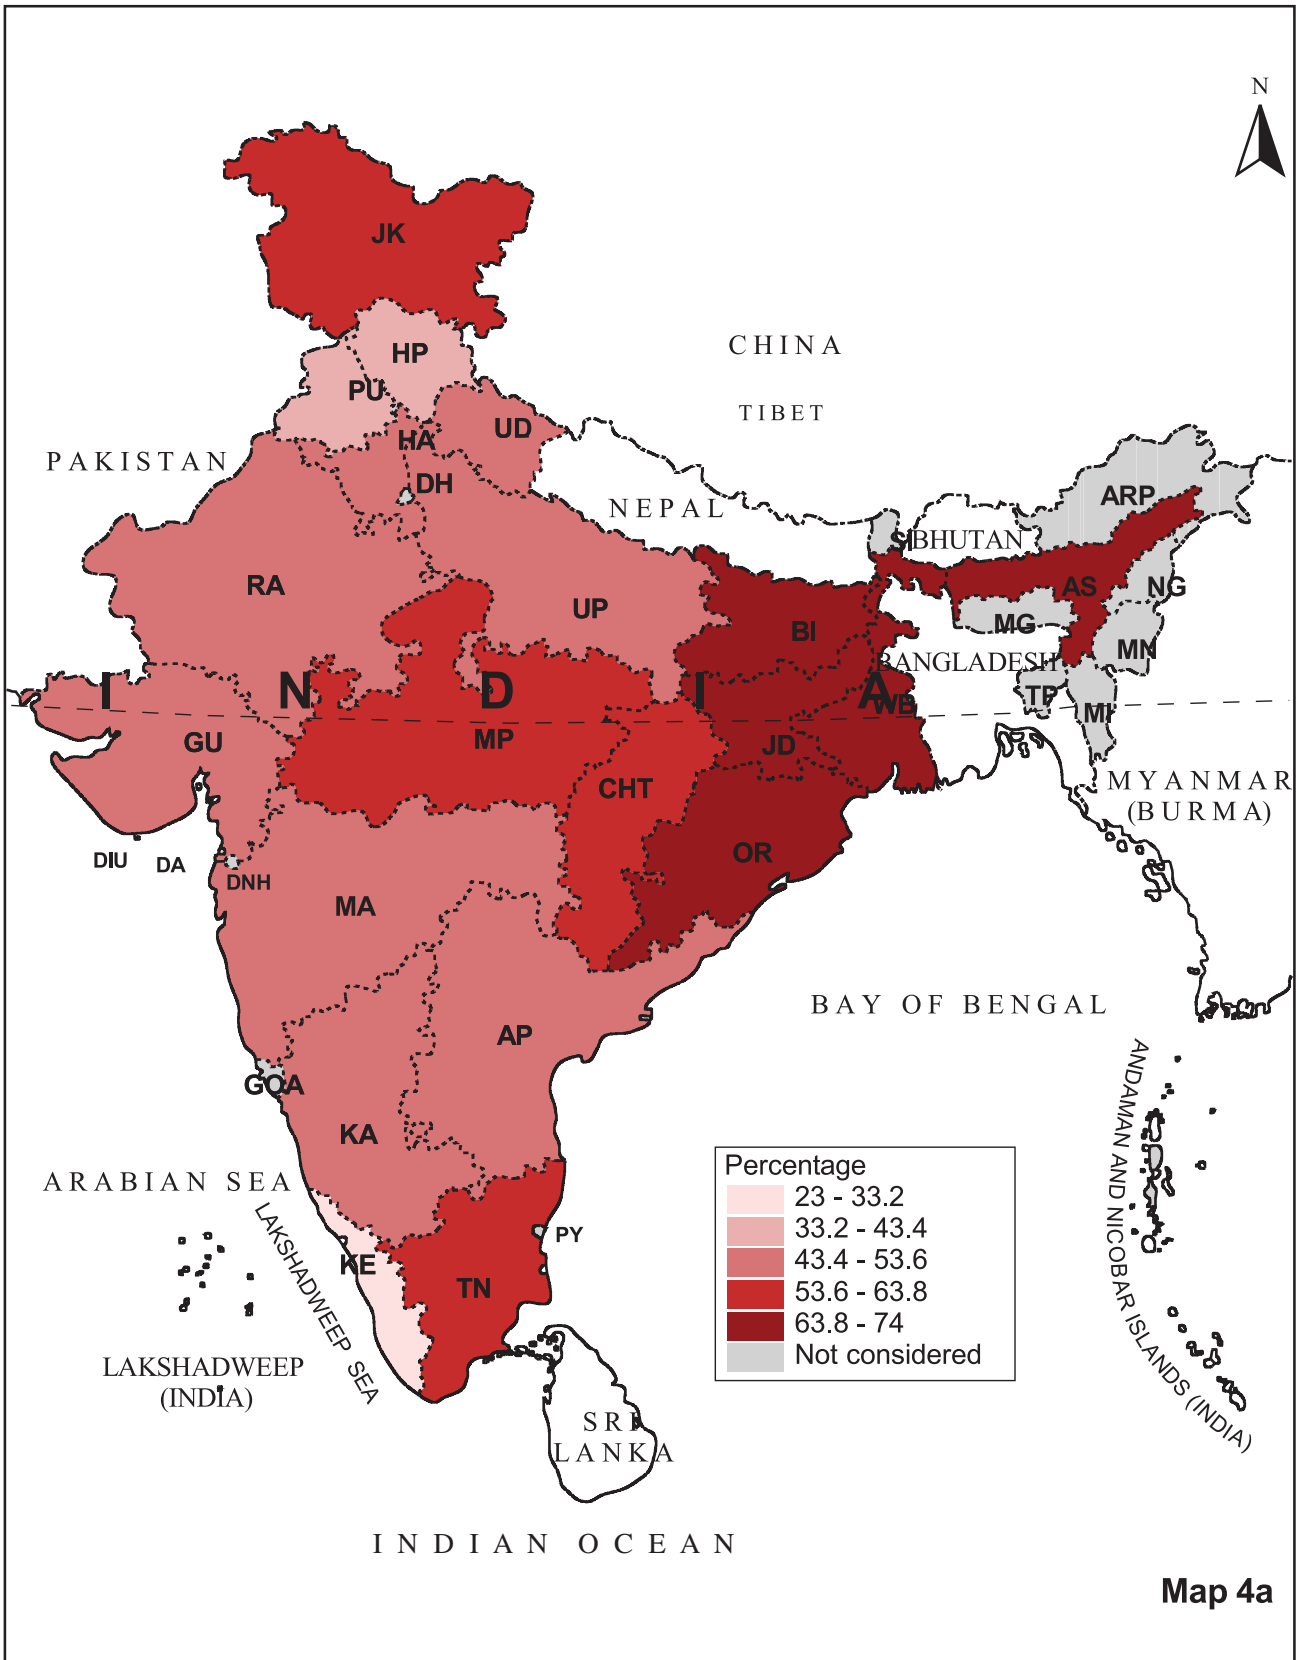 N
JK
CHINA
HP
PU
TIBET
UD
HA
PAKISTAN
DH
NEPAL
ARP
SI
BHUTAN
RA
AS
NG
UP
BI
MG
MN
BANGLADESH
I N D I A
TP
WB
MI
GU
MP
JD
CHT
MYANMAR
(BURMA)
OR
DIU
DA
DNH
MA
BAY OF BENGAL
AP
GOA
KA
ANDAMAN AND NICOBAR ISLANDS (INDIA)
ARABIAN SEA
LAKSHADWEEP SEA
PY
KE
TN
Percentage
23 - 33.2
33.2 - 43.4
43.4 - 53.6
53.6 - 63.8
63.8 - 74
Not considered
LAKSHADWEEP
(INDIA)
SRI
LANKA
INDIAN OCEAN
Map 4a